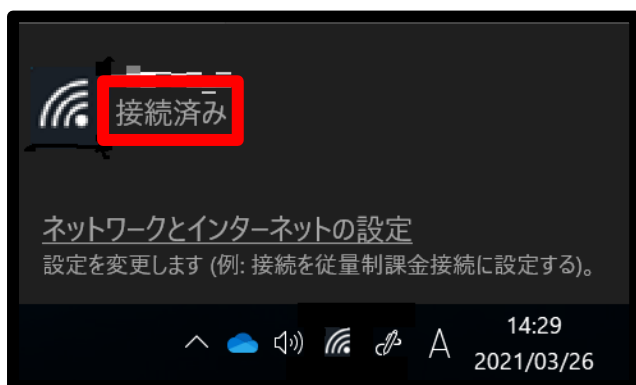 接続済み
ネットワークとインターネットの設定
設定を変更します (例: 接続を従量制課金接続に設定する)。
A
14:29
2021/03/26